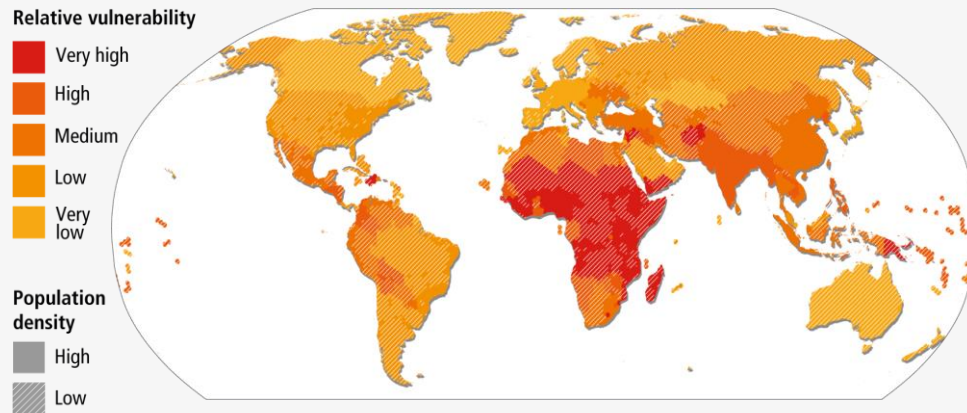 Relative vulnerability
Very high
High
Medium
Low
Very
low
Population
density
High
Low